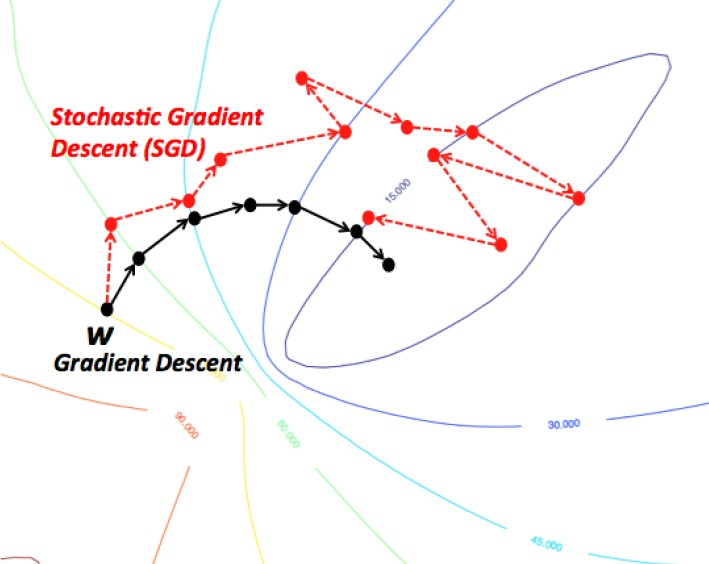 Stochastic Gradient
Descent (SGD)
15.000
W
Gradient Descent
90.000
60.000
30.000
45.000